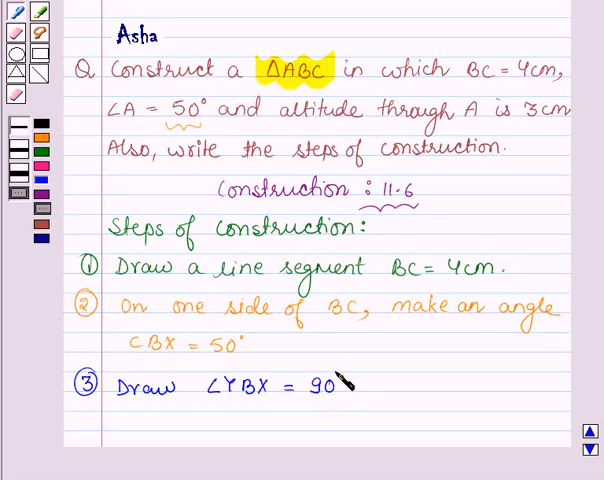 Asha
Q Construct a ΔABC in which BC = 4cm,
∠A = 50° and altitude through A is 3cm
Also, write the steps of construction.
Construction : 11.6
Steps of construction:
① Draw a line segment BC = 4cm.
② On one side of BC, make an angle
CBX = 50°
③ Draw ∠YBX = 90